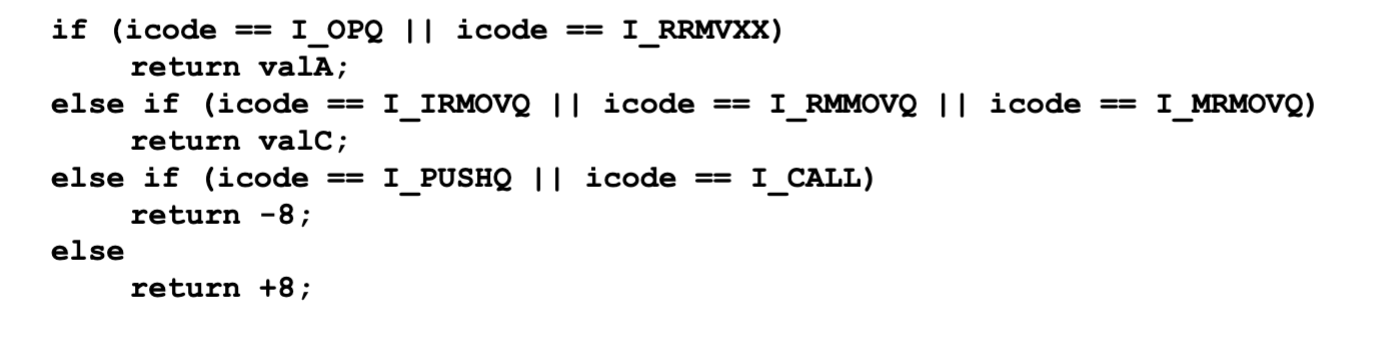 if (icode == I_OPQ || icode == I_RRMVXX)
return valA;
else if (icode == I_IRMOVQ || icode == I_RMMOVQ || icode == I_MRMOVQ)
return valC;
else if (icode == I_PUSHQ || icode == I_CALL)
return -8;
else
return +8;